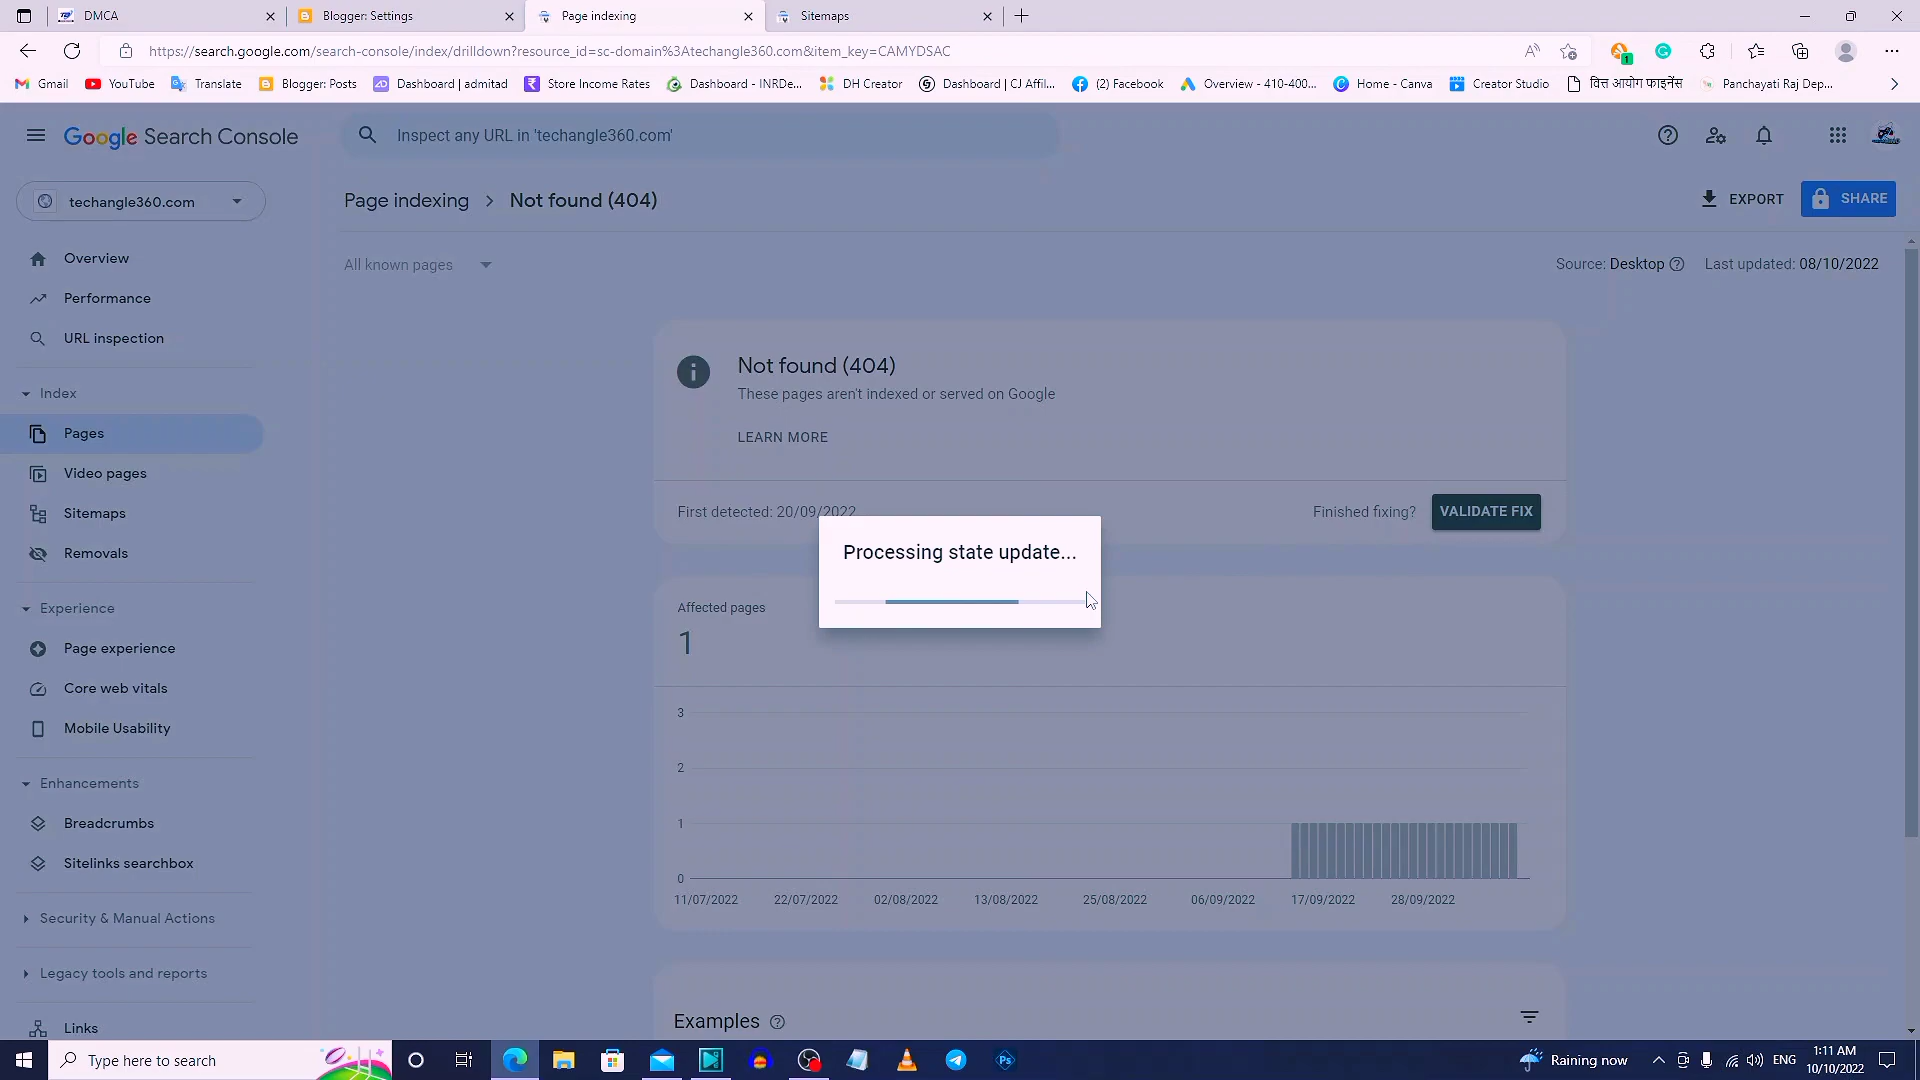 DMCA
Blogger: Settings
Page indexing
Sitemaps
https://search.google.com/search-console/index/drilldown?resource_id=sc-domain%3Atechangle360.com&item_key=CAMYDSAC
1
Gmail
YouTube
Translate
Blogger: Posts
Dashboard | admitad
Store Income Rates
Dashboard - INRDe...
DH Creator
Dashboard | CJ Affil...
(2) Facebook
Overview - 410-400...
Home - Canva
Creator Studio
वित्त आयोग फाइनेंस
Panchayati Raj Dep...
Google Search Console
Inspect any URL in 'techangle360.com'
techangle360.com
Page indexing
Not found (404)
EXPORT
SHARE
Overview
Performance
URL inspection
Index
Pages
Video pages
Sitemaps
Removals
Experience
Page experience
Core web vitals
Mobile Usability
Enhancements
Breadcrumbs
Sitelinks searchbox
Security & Manual Actions
Legacy tools and reports
Links
All known pages
Source: Desktop
Last updated: 08/10/2022
Not found (404)
These pages aren't indexed or served on Google
LEARN MORE
First detected: 20/09/2022
Finished fixing?
VALIDATE FIX
Processing state update...
Affected pages
1
3
2
1
0
11/07/2022
22/07/2022
02/08/2022
13/08/2022
25/08/2022
06/09/2022
17/09/2022
28/09/2022
Examples
Type here to search
Ps
Raining now
ENG
1:11 AM
10/10/2022